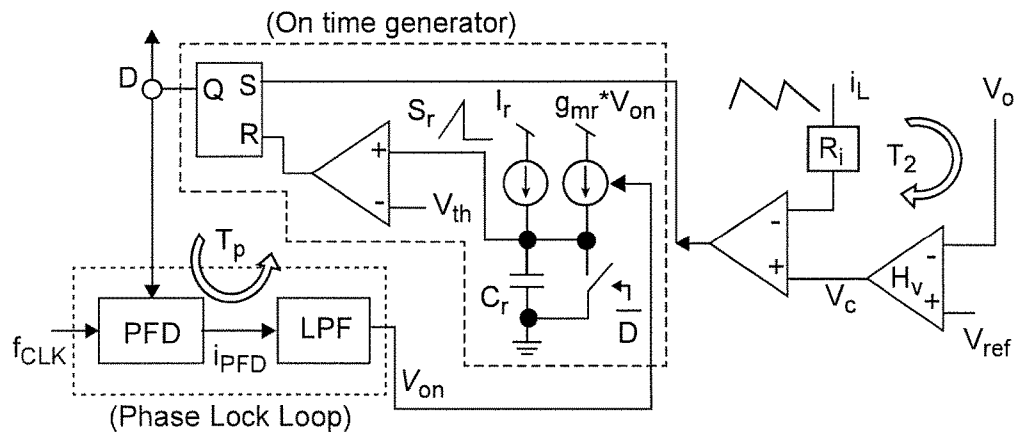 (On time generator)
D
Q
S
R
S_r
I_r
g_mr*V_on
+
-
V_th
C_r
D̅
T_p
f_CLK
PFD
i_PFD
LPF
V_on
(Phase Lock Loop)
i_L
R_i
T_2
V_o
-
+
V_c
H_v
-
+
V_ref